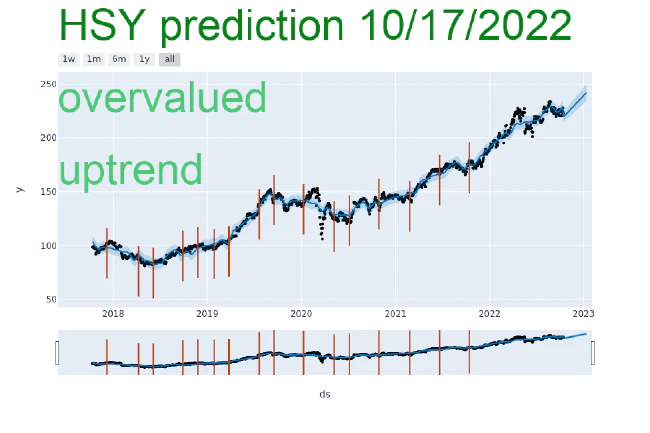 HSY prediction 10/17/2022
1w 1m 6m 1y all
250
overvalued
200
uptrend
150
y
100
50
2018 2019 2020 2021 2022 2023
ds